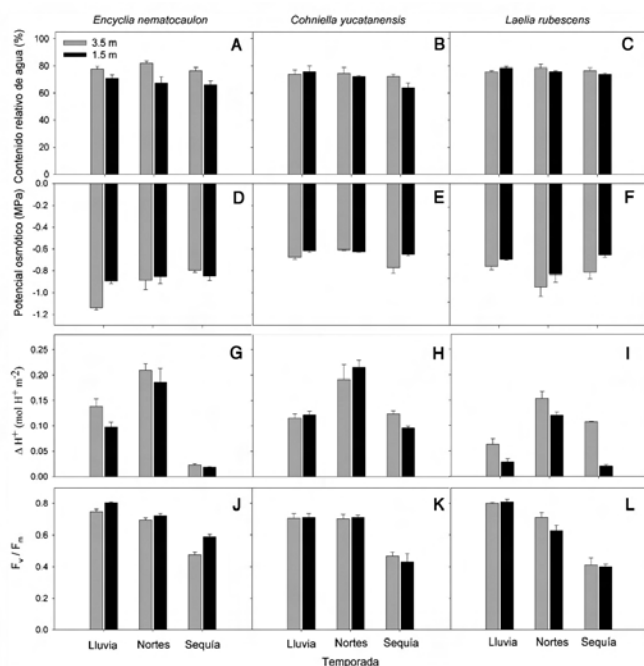 Encyclia nematocaulon
Cohniella yucatanensis
Laelia rubescens
Contenido relativo de agua (%)
100
80
60
40
20
0
3.5 m
1.5 m
A
B
C
Potencial osmótico (MPa)
0.0
-0.2
-0.4
-0.6
-0.8
-1.0
-1.2
D
E
F
Δ H⁺ (mol H⁺ m⁻²)
0.20
0.15
0.10
0.05
0.00
G
H
I
Fᵥ / Fₘ
0.8
0.6
0.4
0.2
0.0
J
K
L
Lluvia Nortes Sequía
Lluvia Nortes Sequía
Lluvia Nortes Sequía
Temporada